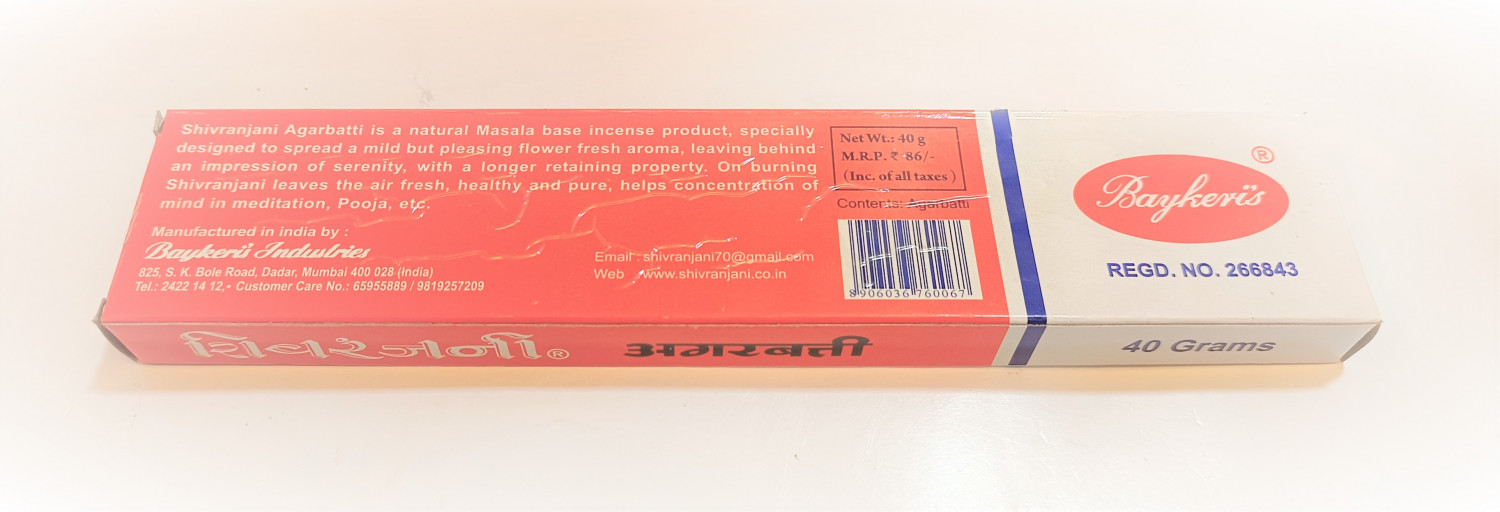 Shivranjani Agarbatti is a natural Masala base incense product, specially
designed to spread a mild but pleasing flower fresh aroma, leaving behind
an impression of serenity, with a longer retaining property. On burning
Shivranjani leaves the air fresh, healthy and pure, helps concentration of
mind in meditation, Pooja, etc.
Manufactured in india by :
Baykeri's Industries
825, S. K. Bole Road, Dadar, Mumbai 400 028 (India)
Tel.: 2422 14 12, • Customer Care No.: 65955889 / 9819257209
Email : shivranjani70@gmail.com
Web : www.shivranjani.co.in
Net Wt.: 40 g
M.R.P. ₹ 86/-
(Inc. of all taxes)
Contents: Agarbatti
8906036760067
Baykeri's ®
REGD. NO. 266843
शिवरंजनी® अगरबत्ती
40 Grams